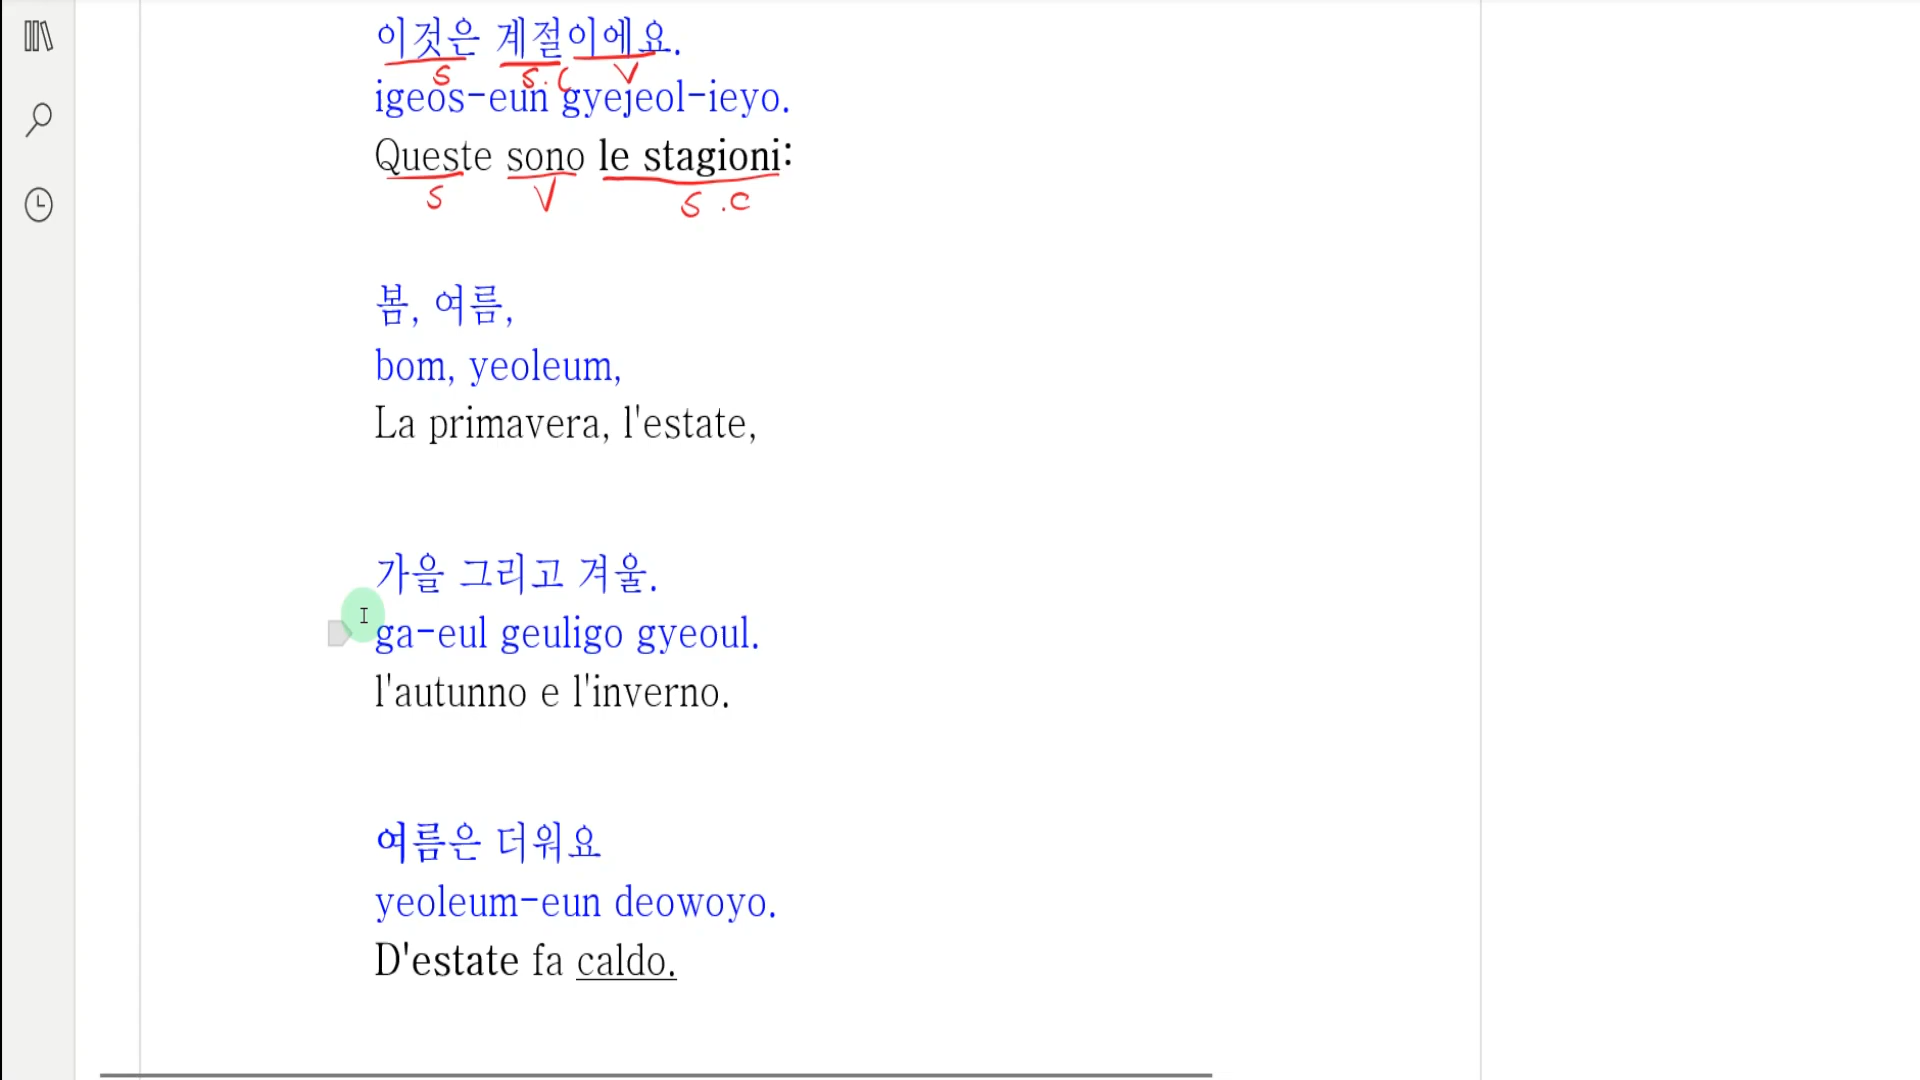 이것은 계절이에요.
s s.c V
igeos-eun gyejeol-ieyo.
Queste sono le stagioni:
s V s.c
봄, 여름,
bom, yeoleum,
La primavera, l'estate,
가을 그리고 겨울.
ga-eul geuligo gyeoul.
l'autunno e l'inverno.
여름은 더워요
yeoleum-eun deowoyo.
D'estate fa caldo.